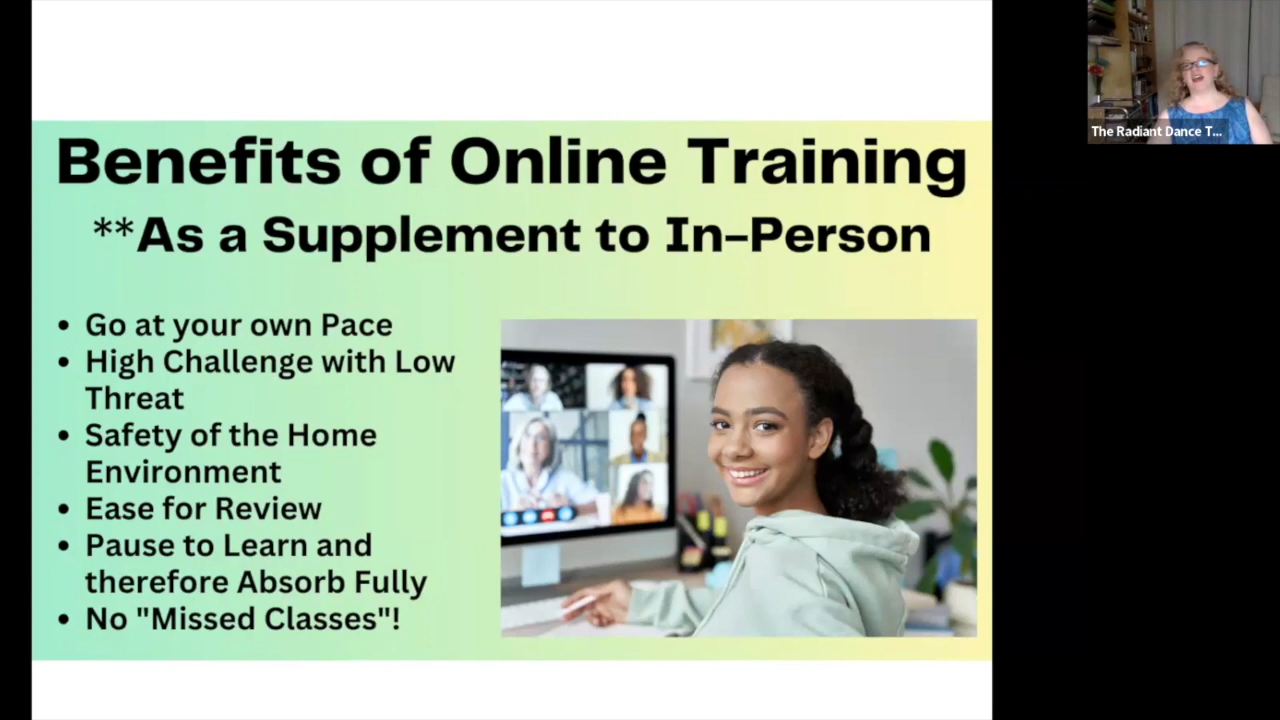 Benefits of Online Training
**As a Supplement to In-Person
• Go at your own Pace
• High Challenge with Low
Threat
• Safety of the Home
Environment
• Ease for Review
• Pause to Learn and
therefore Absorb Fully
• No "Missed Classes"!
The Radiant Dance T...